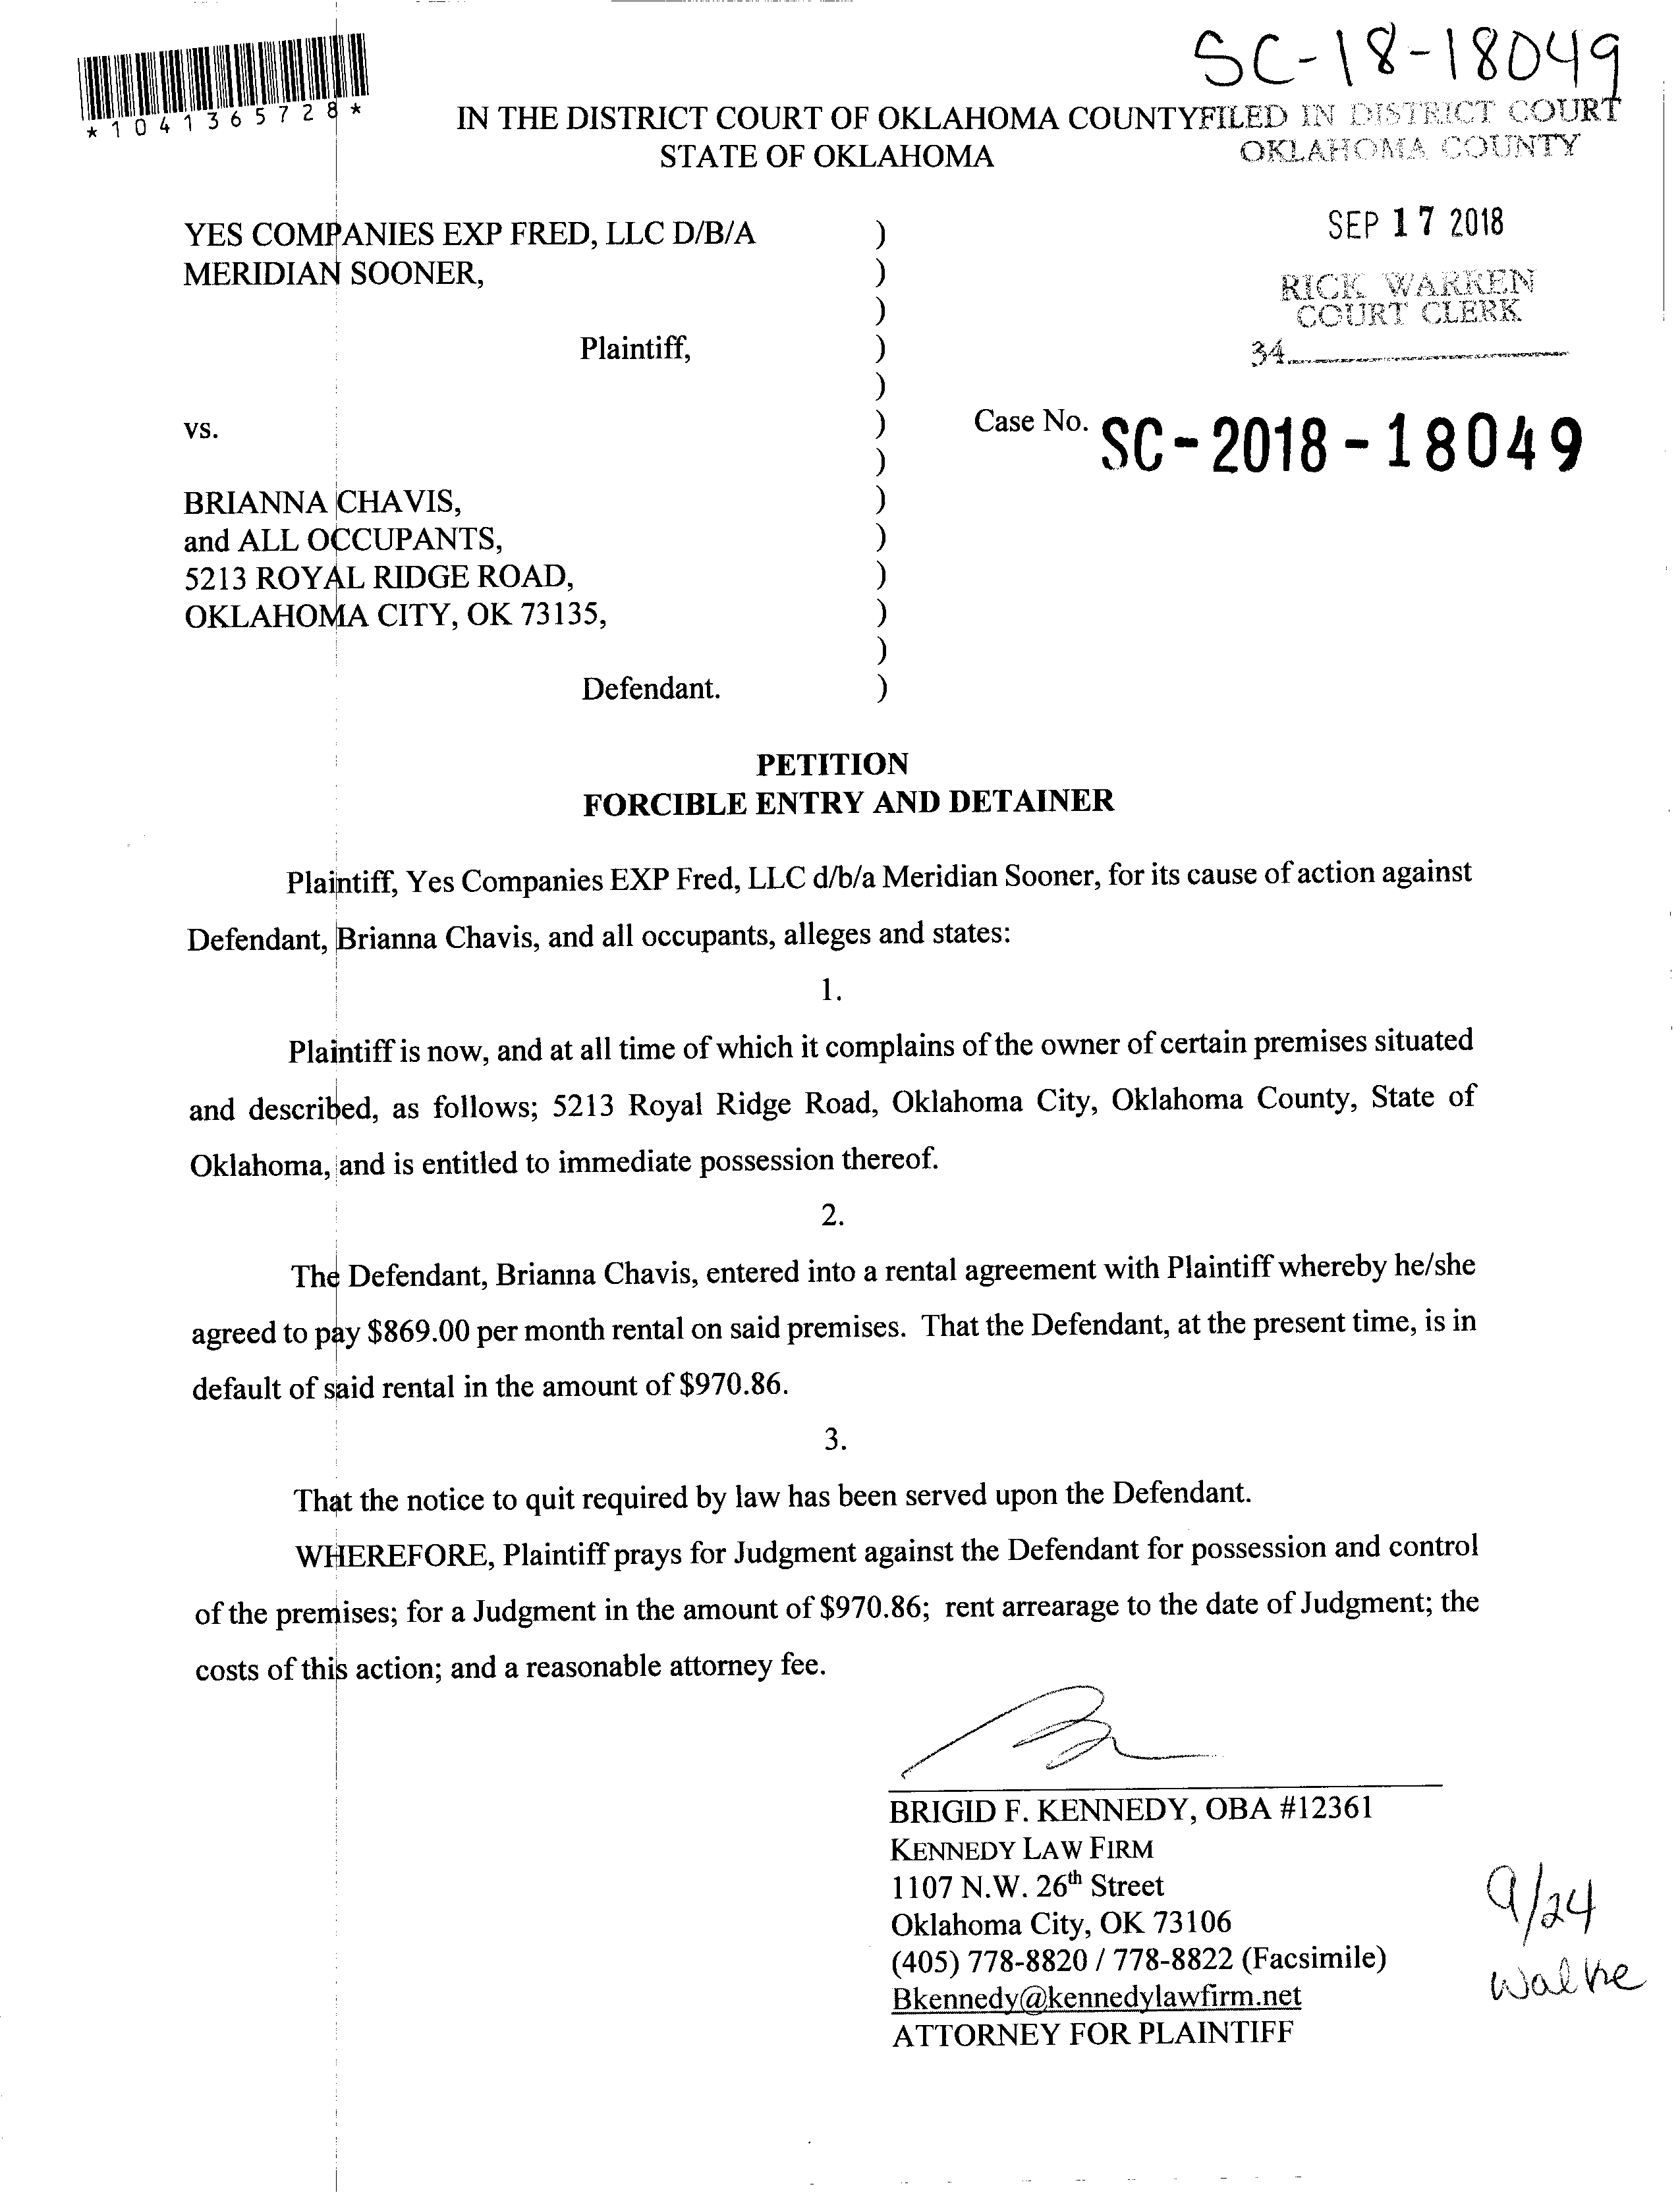 SC-18-18049
*1041365728*
IN THE DISTRICT COURT OF OKLAHOMA COUNTY
STATE OF OKLAHOMA
FILED IN DISTRICT COURT
OKLAHOMA COUNTY
SEP 17 2018
RICK WARREN
COURT CLERK
34
YES COMPANIES EXP FRED, LLC D/B/A )
MERIDIAN SOONER, )
)
Plaintiff, )
)
vs. )
)
BRIANNA CHAVIS, )
and ALL OCCUPANTS, )
5213 ROYAL RIDGE ROAD, )
OKLAHOMA CITY, OK 73135, )
)
Defendant. )
Case No. SC-2018-18049
PETITION
FORCIBLE ENTRY AND DETAINER
Plaintiff, Yes Companies EXP Fred, LLC d/b/a Meridian Sooner, for its cause of action against
Defendant, Brianna Chavis, and all occupants, alleges and states:
1.
Plaintiff is now, and at all time of which it complains of the owner of certain premises situated
and described, as follows; 5213 Royal Ridge Road, Oklahoma City, Oklahoma County, State of
Oklahoma, and is entitled to immediate possession thereof.
2.
The Defendant, Brianna Chavis, entered into a rental agreement with Plaintiff whereby he/she
agreed to pay $869.00 per month rental on said premises. That the Defendant, at the present time, is in
default of said rental in the amount of $970.86.
3.
That the notice to quit required by law has been served upon the Defendant.
WHEREFORE, Plaintiff prays for Judgment against the Defendant for possession and control
of the premises; for a Judgment in the amount of $970.86; rent arrearage to the date of Judgment; the
costs of this action; and a reasonable attorney fee.
BRIGID F. KENNEDY, OBA #12361
KENNEDY LAW FIRM
1107 N.W. 26th Street
Oklahoma City, OK 73106
(405) 778-8820 / 778-8822 (Facsimile)
Bkennedy@kennedylawfirm.net
ATTORNEY FOR PLAINTIFF
9/24
Walke